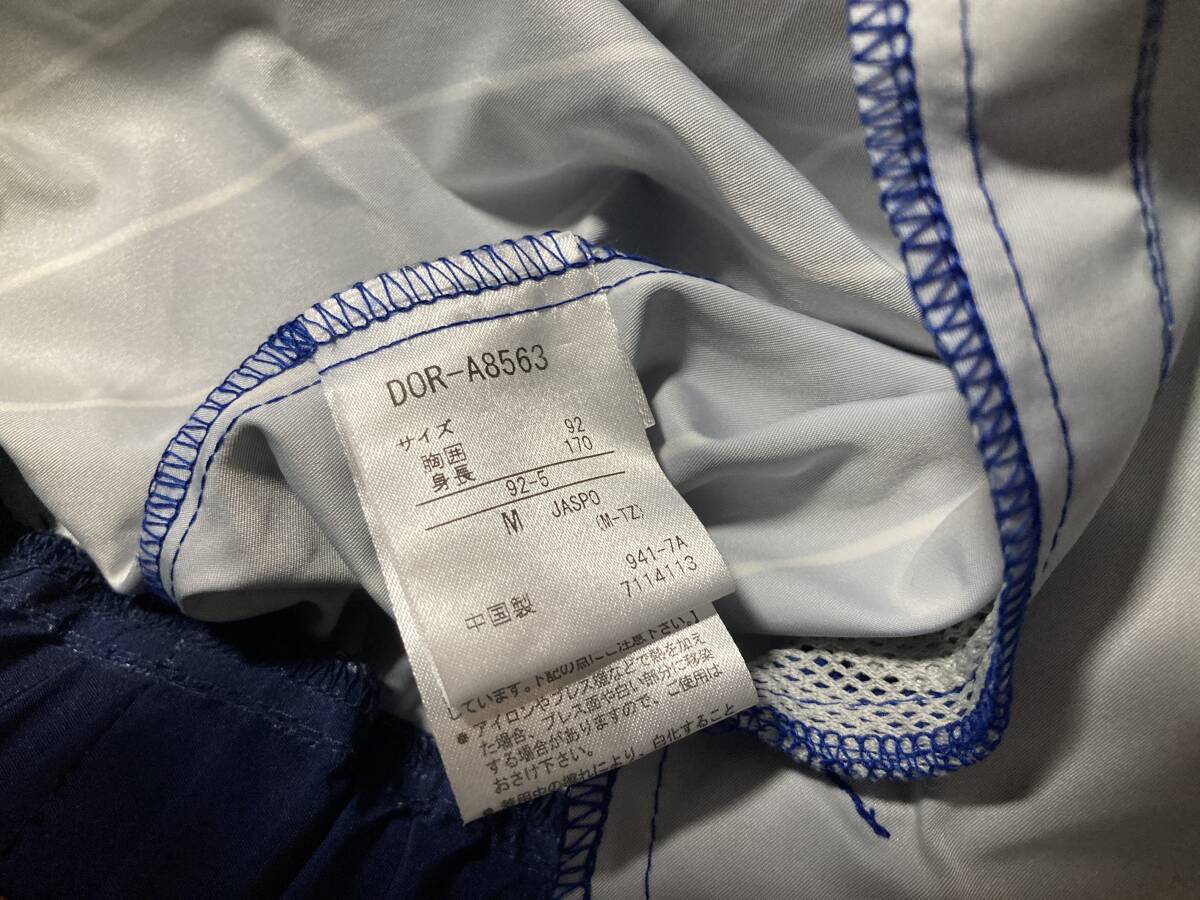 DOR-A8563
サイズ
胸囲 92
身長 170
92-5
M JASPO
(M-TZ)
941-7A
7114113
中国製
しています。下記の点にご注意下さい。】
● アイロンやプレス機などで熱を加え
た場合、プレス面や白い部分に移染
する場合がありますので、ご使用は
おさけ下さい。
● 着用中の擦れにより、白化すること